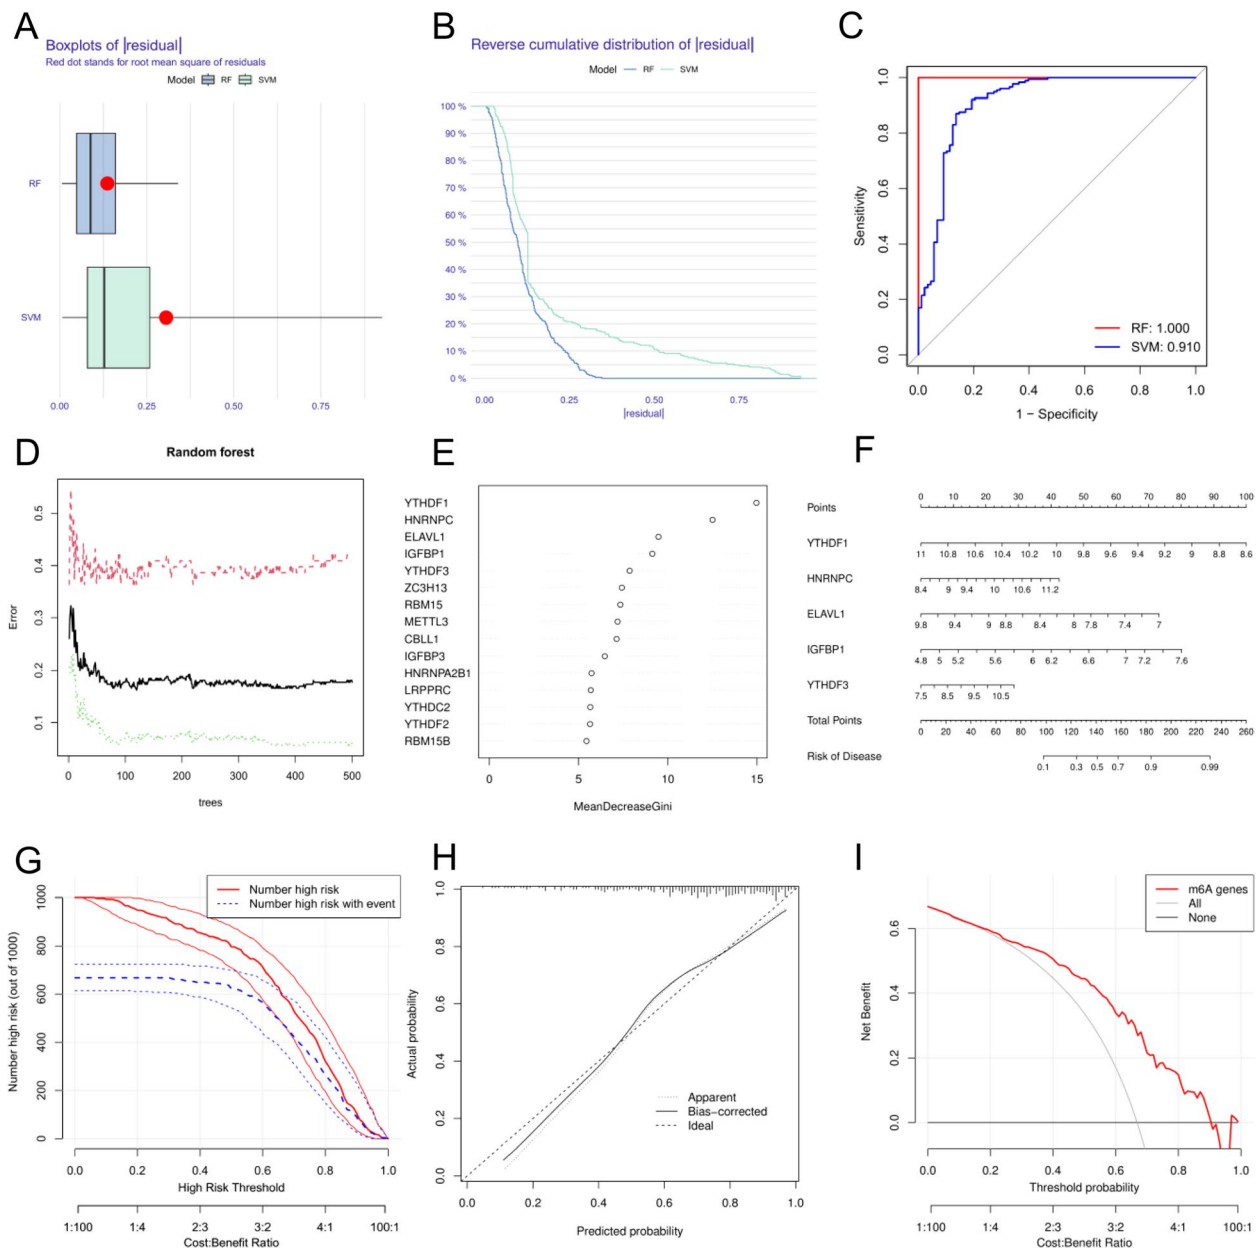 A
Boxplots of |residual|
Red dot stands for root mean square of residuals
Model RF SVM
RF
SVM
0.00 0.25 0.50 0.75
B
Reverse cumulative distribution of |residual|
Model RF SVM
100 %
90 %
80 %
70 %
60 %
50 %
40 %
30 %
20 %
10 %
0 %
0.00 0.25 0.50 0.75
|residual|
C
Sensitivity
1.0
0.8
0.6
0.4
0.2
0.0
RF: 1.000
SVM: 0.910
0.0 0.2 0.4 0.6 0.8 1.0
1 − Specificity
D
Random forest
Error
0.5
0.4
0.3
0.2
0.1
0 100 200 300 400 500
trees
E
YTHDF1
HNRNPC
ELAVL1
IGFBP1
YTHDF3
ZC3H13
RBM15
METTL3
CBLL1
IGFBP3
HNRNPA2B1
LRPPRC
YTHDC2
YTHDF2
RBM15B
0 5 10 15
MeanDecreaseGini
F
0 10 20 30 40 50 60 70 80 90 100
Points
YTHDF1
11 10.8 10.6 10.4 10.2 10 9.8 9.6 9.4 9.2 9 8.8 8.6
HNRNPC
8.4 9 9.4 10 10.6 11.2
ELAVL1
9.8 9.4 9 8.8 8.4 8 7.8 7.4 7
IGFBP1
4.8 5 5.2 5.6 6 6.2 6.6 7 7.2 7.6
YTHDF3
7.5 8.5 9.5 10.5
Total Points
0 20 40 60 80 100 120 140 160 180 200 220 240 260
Risk of Disease
0.1 0.3 0.5 0.7 0.9 0.99
G
Number high risk (out of 1000)
1000
800
600
400
200
0
Number high risk
Number high risk with event
0.0 0.2 0.4 0.6 0.8 1.0
High Risk Threshold
1:100 1:4 2:3 3:2 4:1 100:1
Cost:Benefit Ratio
H
Actual probability
1.0
0.8
0.6
0.4
0.2
0.0
Apparent
Bias−corrected
Ideal
0.0 0.2 0.4 0.6 0.8 1.0
Predicted probability
I
Net Benefit
0.6
0.4
0.2
0.0
m6A genes
All
None
0.0 0.2 0.4 0.6 0.8 1.0
Threshold probability
1:100 1:4 2:3 3:2 4:1 100:1
Cost:Benefit Ratio